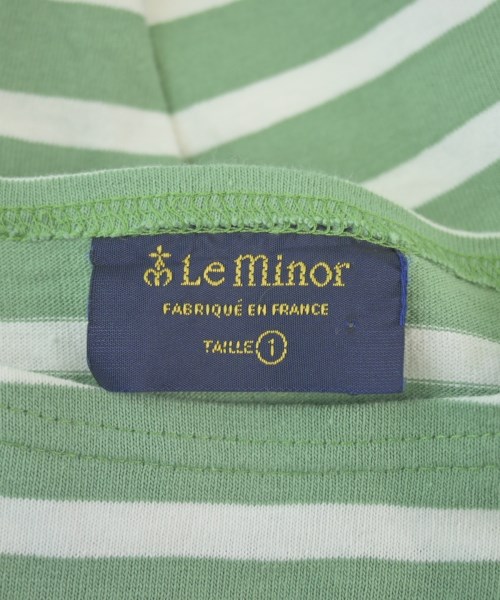 Le Minor
FABRIQUÉ EN FRANCE
TAILLE 1